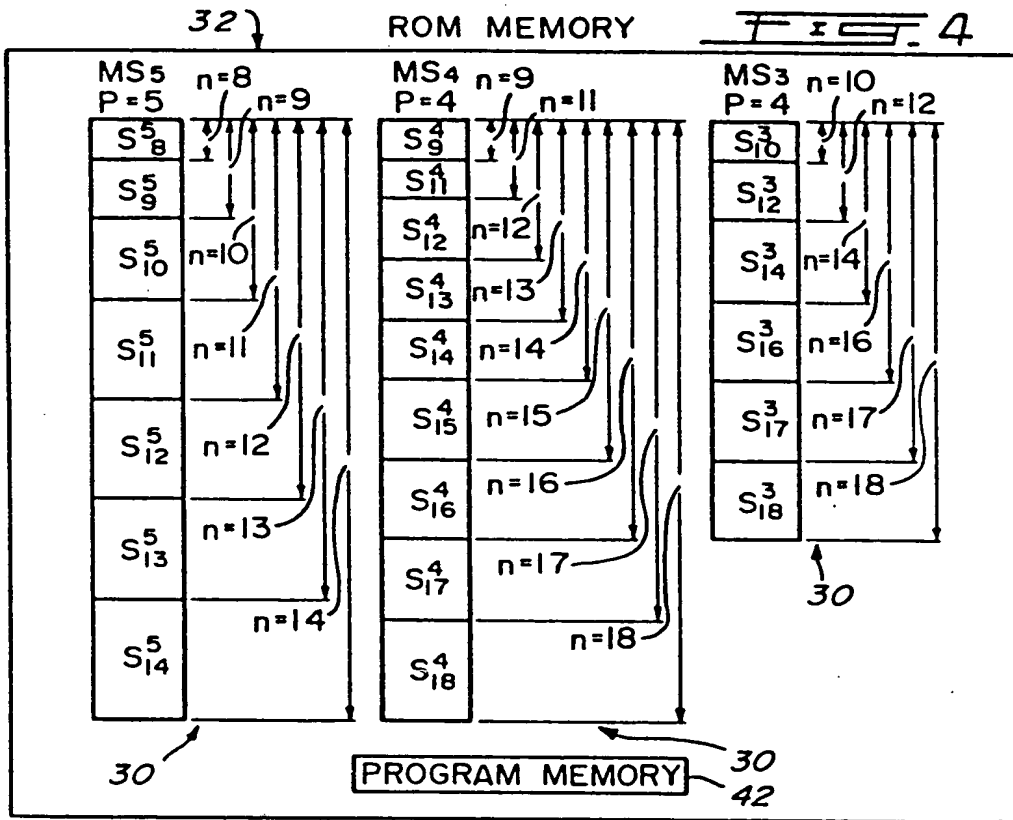 32 ROM MEMORY FIG. 4
MS5 P=5
n=8
n=9
S⁵₈
S⁵₉
S⁵₁₀
S⁵₁₁
S⁵₁₂
S⁵₁₃
S⁵₁₄
n=10
n=11
n=12
n=13
n=14
30
MS4 P=4
n=9
n=11
S⁴₉
S⁴₁₁
S⁴₁₂
S⁴₁₃
S⁴₁₄
S⁴₁₅
S⁴₁₆
S⁴₁₇
S⁴₁₈
n=12
n=13
n=14
n=15
n=16
n=17
n=18
30
MS3 P=4
n=10
n=12
S³₁₀
S³₁₂
S³₁₄
S³₁₆
S³₁₇
S³₁₈
n=14
n=16
n=17
n=18
30
PROGRAM MEMORY 42